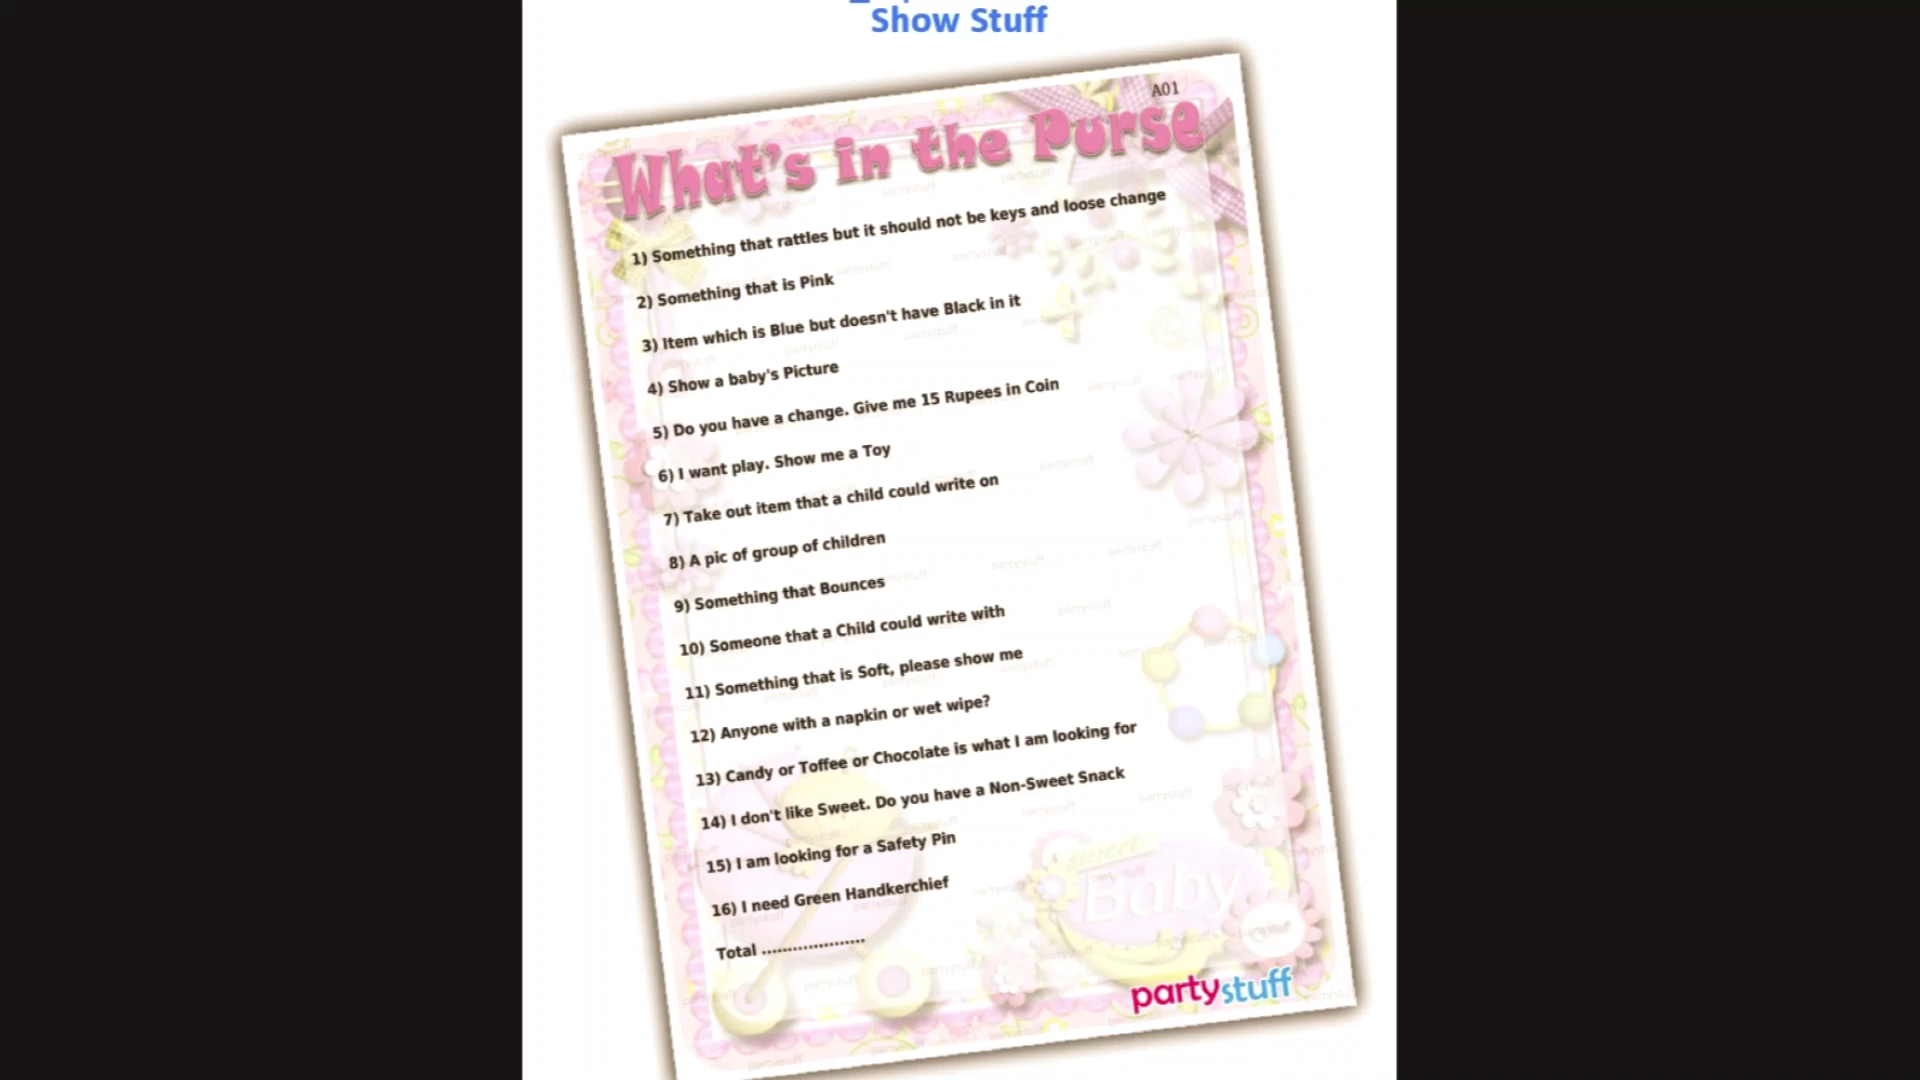 Show Stuff
A01
What's in the Purse
1) Something that rattles but it should not be keys and loose change
2) Something that is Pink
3) Item which is Blue but doesn't have Black in it
4) Show a baby's Picture
5) Do you have a change. Give me 15 Rupees in Coin
6) I want play. Show me a Toy
7) Take out item that a child could write on
8) A pic of group of children
9) Something that Bounces
10) Someone that a Child could write with
11) Something that is Soft, please show me
12) Anyone with a napkin or wet wipe?
13) Candy or Toffee or Chocolate is what I am looking for
14) I don't like Sweet. Do you have a Non-Sweet Snack
15) I am looking for a Safety Pin
16) I need Green Handkerchief
Total ....................
sweet
Baby
partystuff